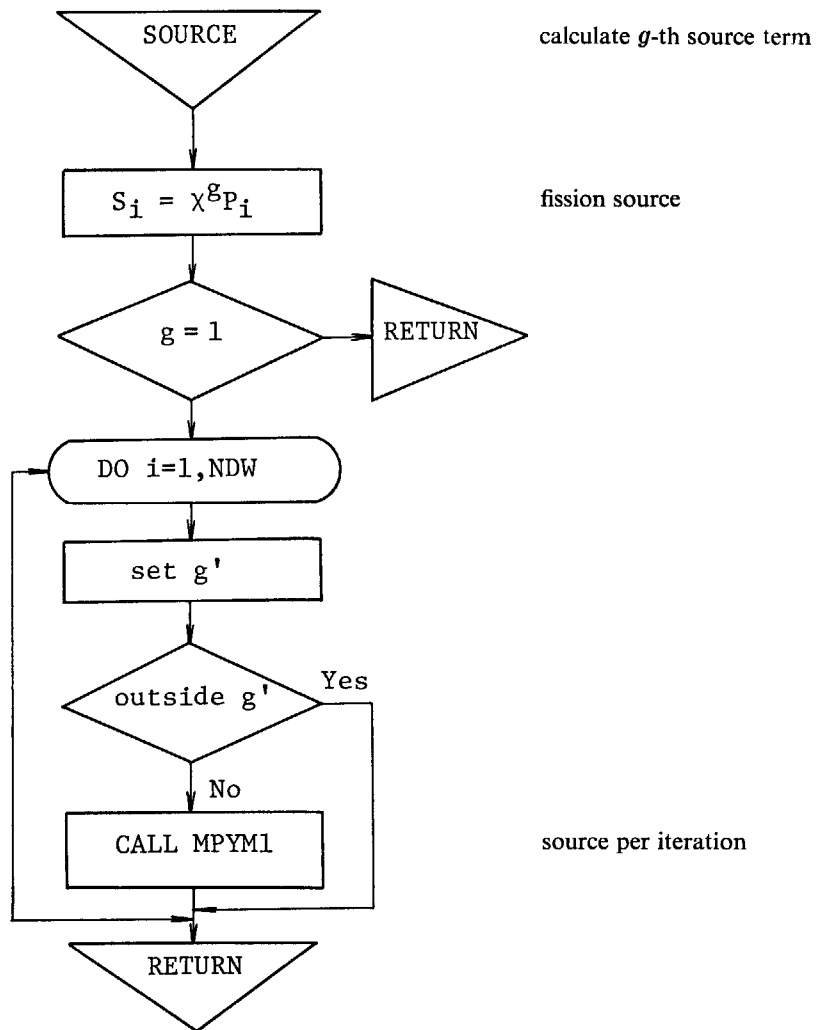 SOURCE
calculate g-th source term
S_i = χ^g P_i
fission source
g = 1
RETURN
DO i=1,NDW
set g'
outside g'
Yes
No
CALL MPYM1
source per iteration
RETURN